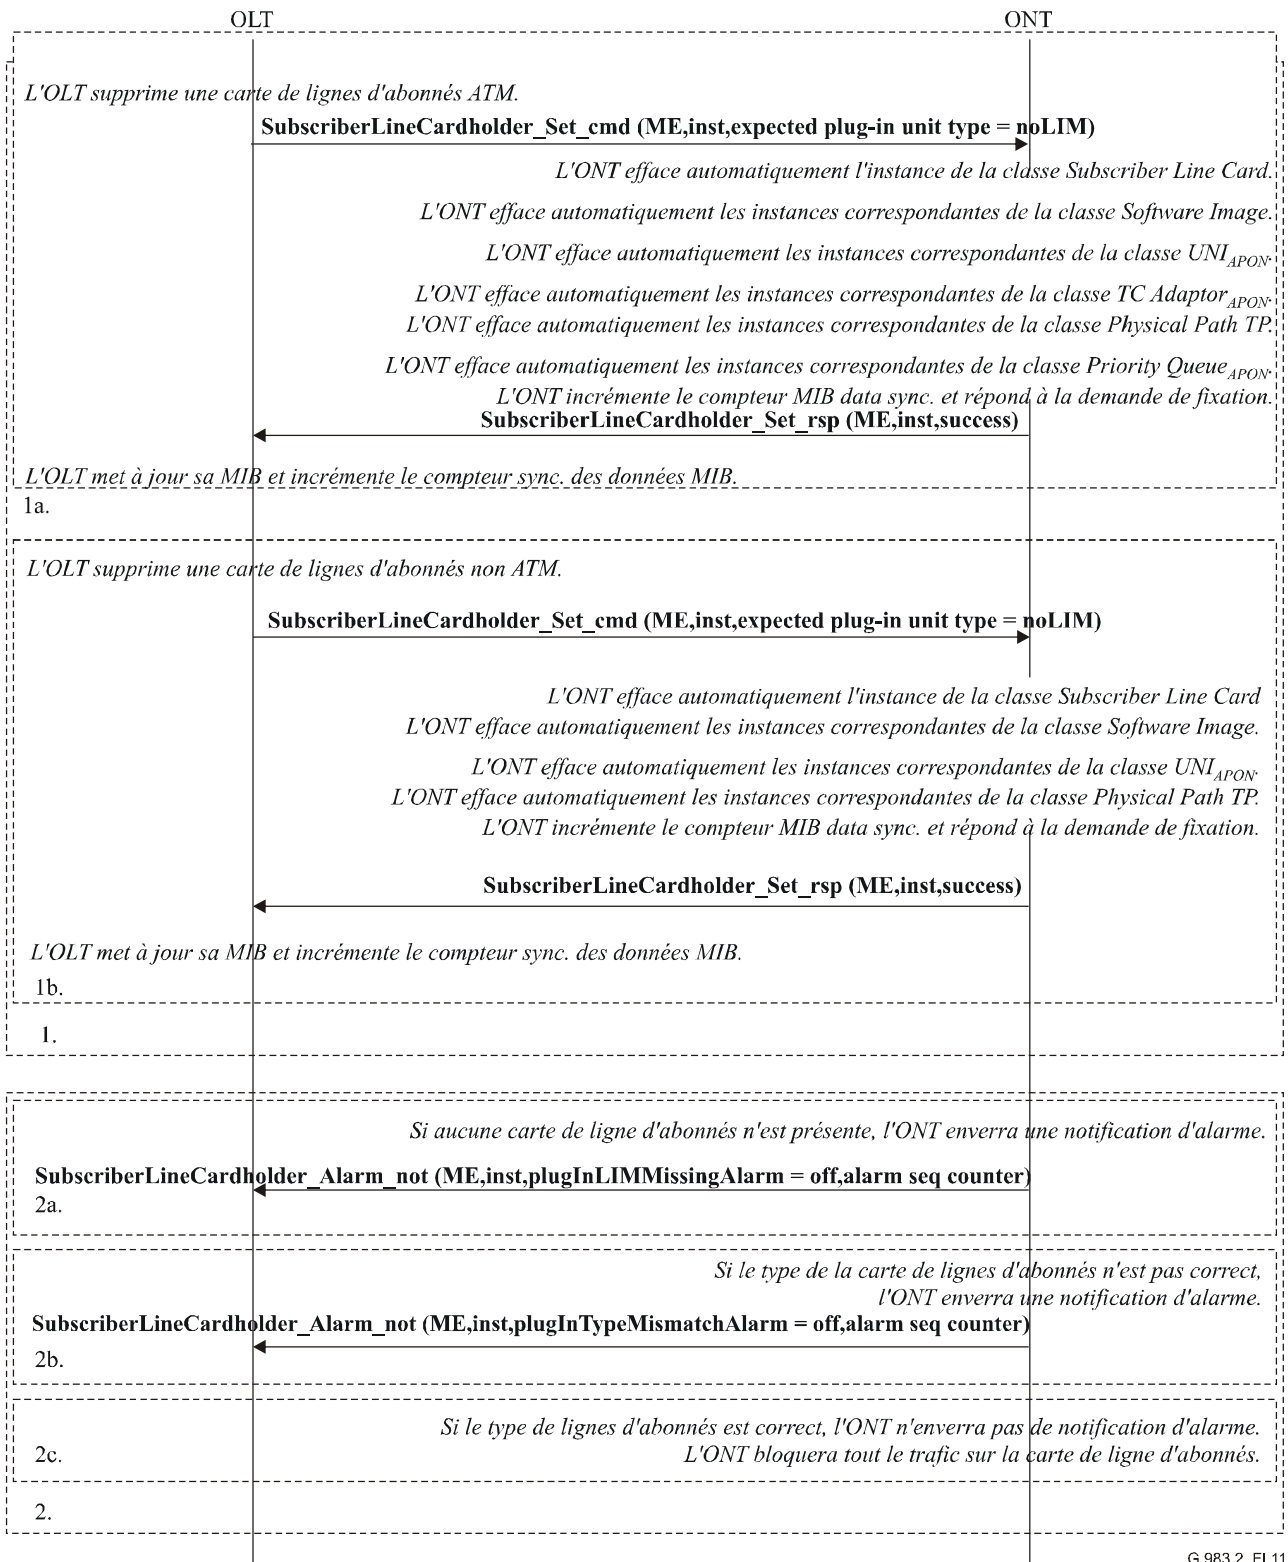 OLT
ONT
L'OLT supprime une carte de lignes d'abonnés ATM.
SubscriberLineCardholder_Set_cmd (ME,inst,expected plug-in unit type = noLIM)
L'ONT efface automatiquement l'instance de la classe Subscriber Line Card.
L'ONT efface automatiquement les instances correspondantes de la classe Software Image.
L'ONT efface automatiquement les instances correspondantes de la classe UNI_APON.
L'ONT efface automatiquement les instances correspondantes de la classe TC Adaptor_APON.
L'ONT efface automatiquement les instances correspondantes de la classe Physical Path TP.
L'ONT efface automatiquement les instances correspondantes de la classe Priority Queue_APON.
L'ONT incrémente le compteur MIB data sync. et répond à la demande de fixation.
SubscriberLineCardholder_Set_rsp (ME,inst,success)
L'OLT met à jour sa MIB et incrémente le compteur sync. des données MIB.
1a.
L'OLT supprime une carte de lignes d'abonnés non ATM.
SubscriberLineCardholder_Set_cmd (ME,inst,expected plug-in unit type = noLIM)
L'ONT efface automatiquement l'instance de la classe Subscriber Line Card
L'ONT efface automatiquement les instances correspondantes de la classe Software Image.
L'ONT efface automatiquement les instances correspondantes de la classe UNI_APON.
L'ONT efface automatiquement les instances correspondantes de la classe Physical Path TP.
L'ONT incrémente le compteur MIB data sync. et répond à la demande de fixation.
SubscriberLineCardholder_Set_rsp (ME,inst,success)
L'OLT met à jour sa MIB et incrémente le compteur sync. des données MIB.
1b.
1.
Si aucune carte de ligne d'abonnés n'est présente, l'ONT enverra une notification d'alarme.
SubscriberLineCardholder_Alarm_not (ME,inst,plugInLIMMissingAlarm = off,alarm seq counter)
2a.
Si le type de la carte de lignes d'abonnés n'est pas correct,
l'ONT enverra une notification d'alarme.
SubscriberLineCardholder_Alarm_not (ME,inst,plugInTypeMismatchAlarm = off,alarm seq counter)
2b.
Si le type de lignes d'abonnés est correct, l'ONT n'enverra pas de notification d'alarme.
2c.
L'ONT bloquera tout le trafic sur la carte de ligne d'abonnés.
2.